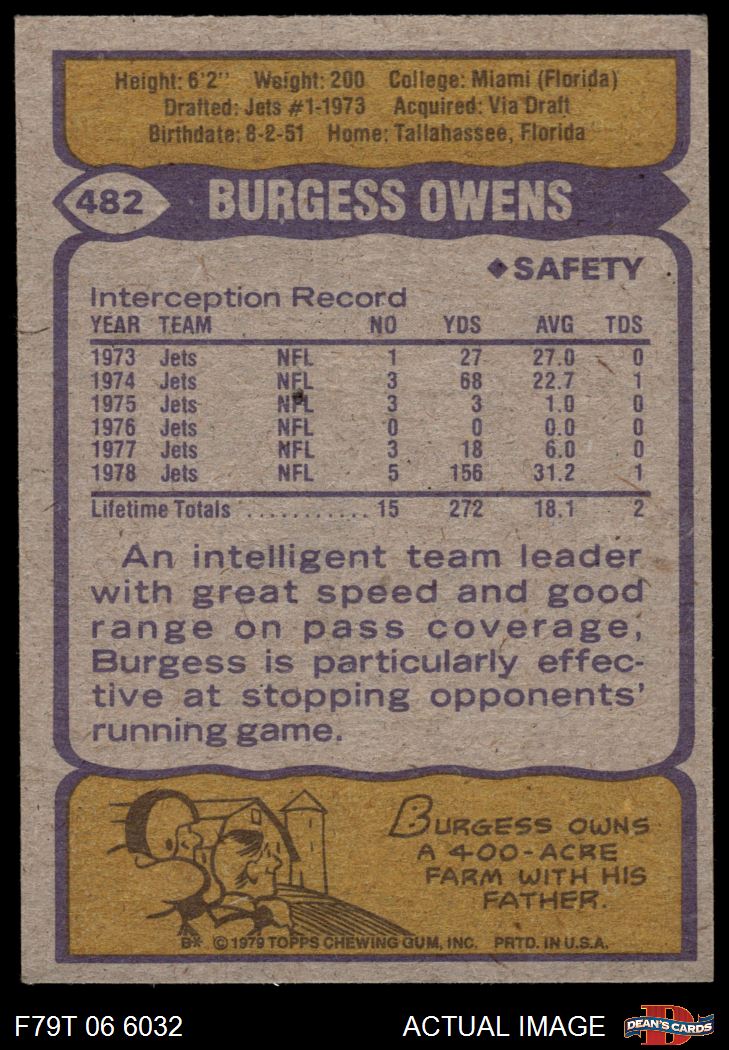 Height: 6'2" Weight: 200 College: Miami (Florida)
Drafted: Jets #1-1973 Acquired: Via Draft
Birthdate: 8-2-51 Home: Tallahassee, Florida
482 BURGESS OWENS
◆ SAFETY
Interception Record
YEAR TEAM NO YDS AVG TDS
1973 Jets NFL 1 27 27.0 0
1974 Jets NFL 3 68 22.7 1
1975 Jets NFL 3 3 1.0 0
1976 Jets NFL 0 0 0.0 0
1977 Jets NFL 3 18 6.0 0
1978 Jets NFL 5 156 31.2 1
Lifetime Totals ........... 15 272 18.1 2
An intelligent team leader
with great speed and good
range on pass coverage,
Burgess is particularly effec-
tive at stopping opponents'
running game.
BURGESS OWNS
A 400-ACRE
FARM WITH HIS
FATHER.
B* © 1979 TOPPS CHEWING GUM, INC. PRTD. IN U.S.A.
F79T 06 6032 ACTUAL IMAGE DEAN'S CARDS